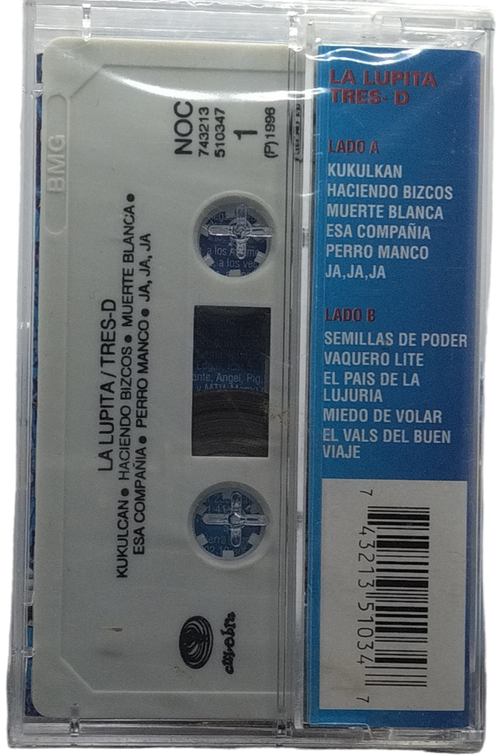 BMG
LA LUPITA / TRES-D
KUKULCAN● HACIENDO BIZCOS● MUERTE BLANCA●
ESA COMPAÑIA● PERRO MANCO● JA, JA, JA
NOC
743213
510347
1
(P)1996
LA LUPITA
TRES-D
LADO A
KUKULKAN
HACIENDO BIZCOS
MUERTE BLANCA
ESA COMPAÑIA
PERRO MANCO
JA,JA,JA
LADO B
SEMILLAS DE PODER
VAQUERO LITE
EL PAIS DE LA
LUJURIA
MIEDO DE VOLAR
EL VALS DEL BUEN
VIAJE
7 43213 51034 7